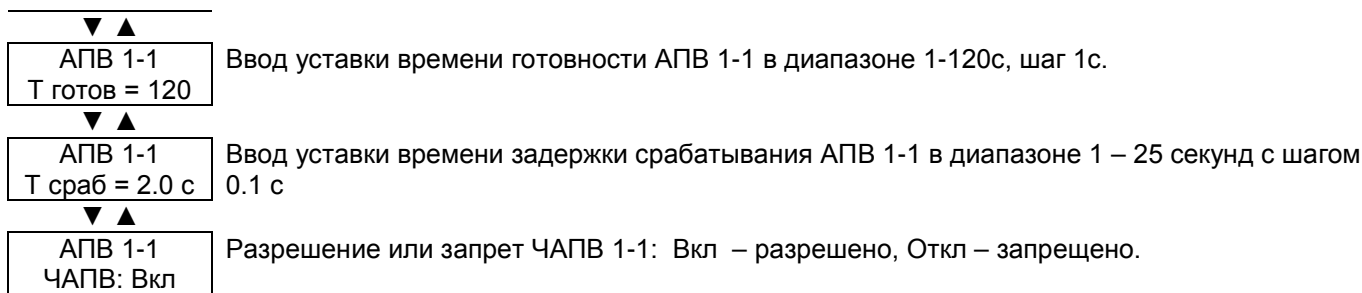 ▼ ▲
АПВ 1-1
Т готов = 120
Ввод уставки времени готовности АПВ 1-1 в диапазоне 1-120с, шаг 1с.
▼ ▲
АПВ 1-1
Т сраб = 2.0 с
Ввод уставки времени задержки срабатывания АПВ 1-1 в диапазоне 1 – 25 секунд с шагом
0.1 с
▼ ▲
АПВ 1-1
ЧАПВ: Вкл
Разрешение или запрет ЧАПВ 1-1: Вкл – разрешено, Откл – запрещено.